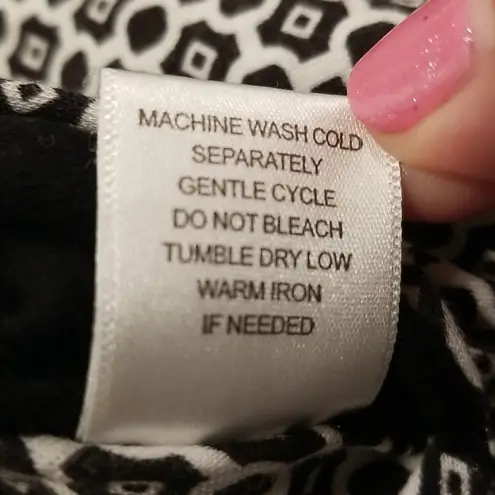 MACHINE WASH COLD
SEPARATELY
GENTLE CYCLE
DO NOT BLEACH
TUMBLE DRY LOW
WARM IRON
IF NEEDED